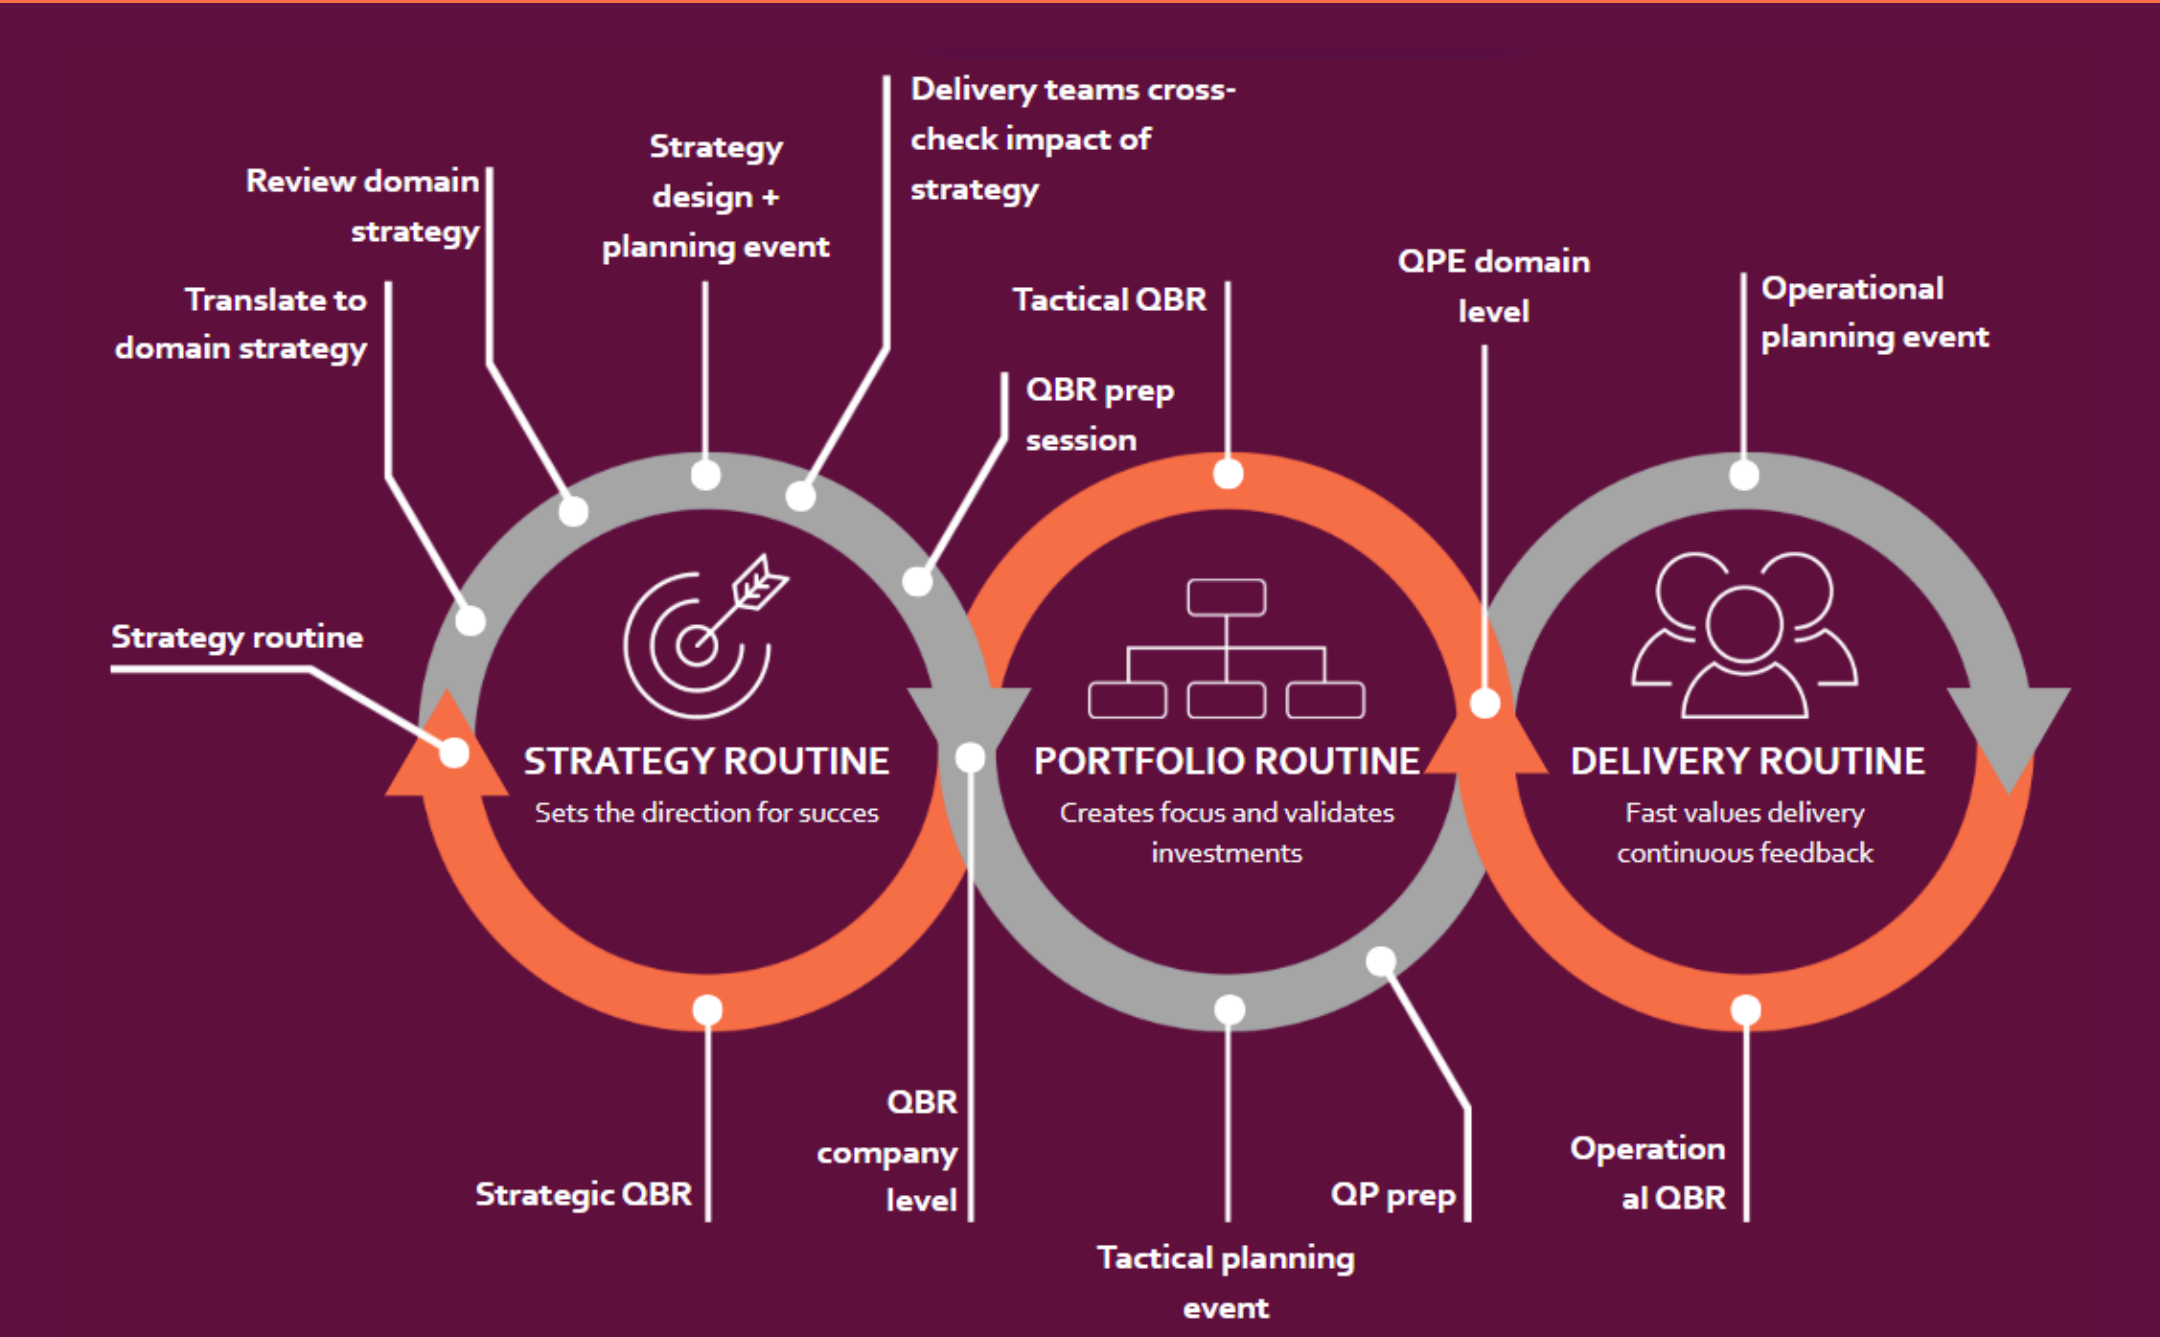 Delivery teams cross-
check impact of
strategy
Strategy
design +
planning event
Review domain
strategy
Translate to
domain strategy
Tactical QBR
QPE domain
level
Operational
planning event
QBR prep
session
Strategy routine
STRATEGY ROUTINE
Sets the direction for succes
PORTFOLIO ROUTINE
Creates focus and validates
investments
DELIVERY ROUTINE
Fast values delivery
continuous feedback
Strategic QBR
QBR
company
level
Tactical planning
event
QP prep
Operation
al QBR